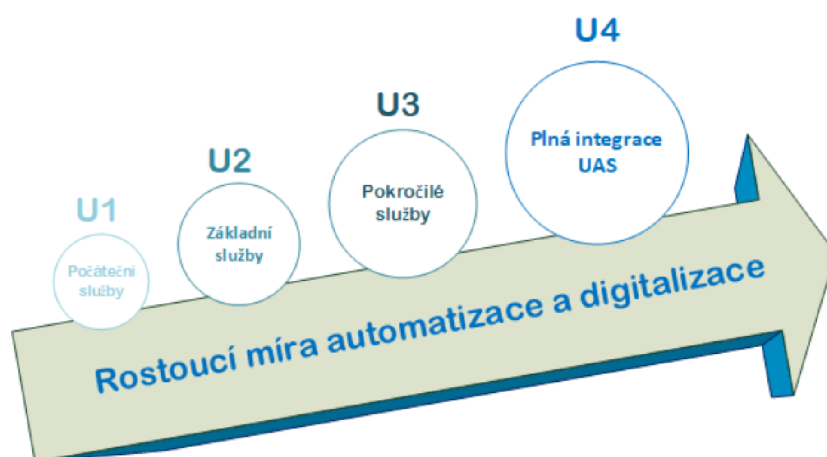 U1
Počáteční
služby
U2
Základní
služby
U3
Pokročilé
služby
U4
Plná integrace
UAS
Rostoucí míra automatizace a digitalizace